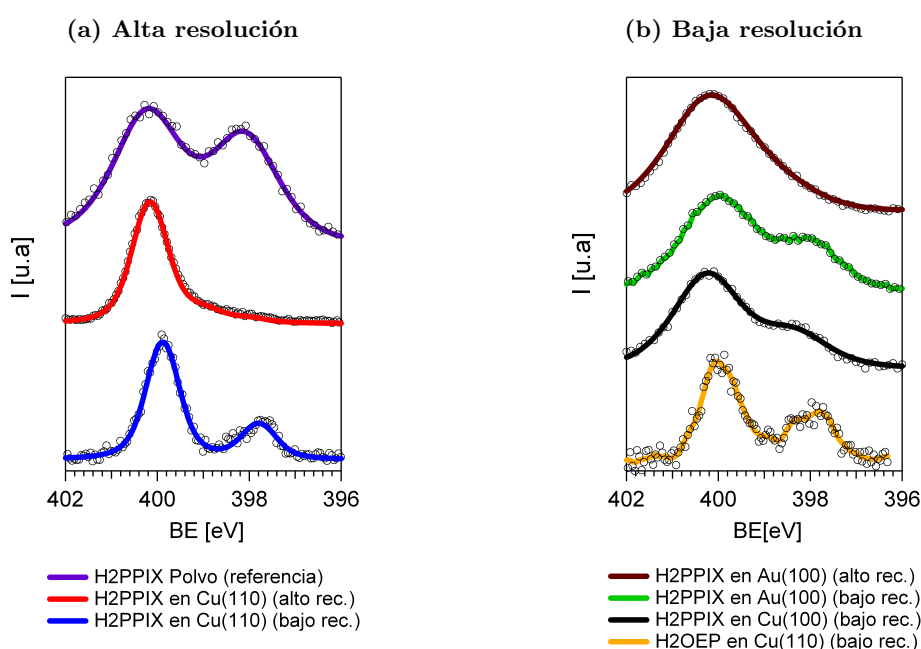 (a) Alta resolución
(b) Baja resolución
I [u.a]
402 400 398 396
BE [eV]
H2PPIX Polvo (referencia)
H2PPIX en Cu(110) (alto rec.)
H2PPIX en Cu(110) (bajo rec.)
I [u.a]
402 400 398 396
BE[eV]
H2PPIX en Au(100) (alto rec.)
H2PPIX en Au(100) (bajo rec.)
H2PPIX en Cu(100) (bajo rec.)
H2OEP en Cu(110) (bajo rec.)